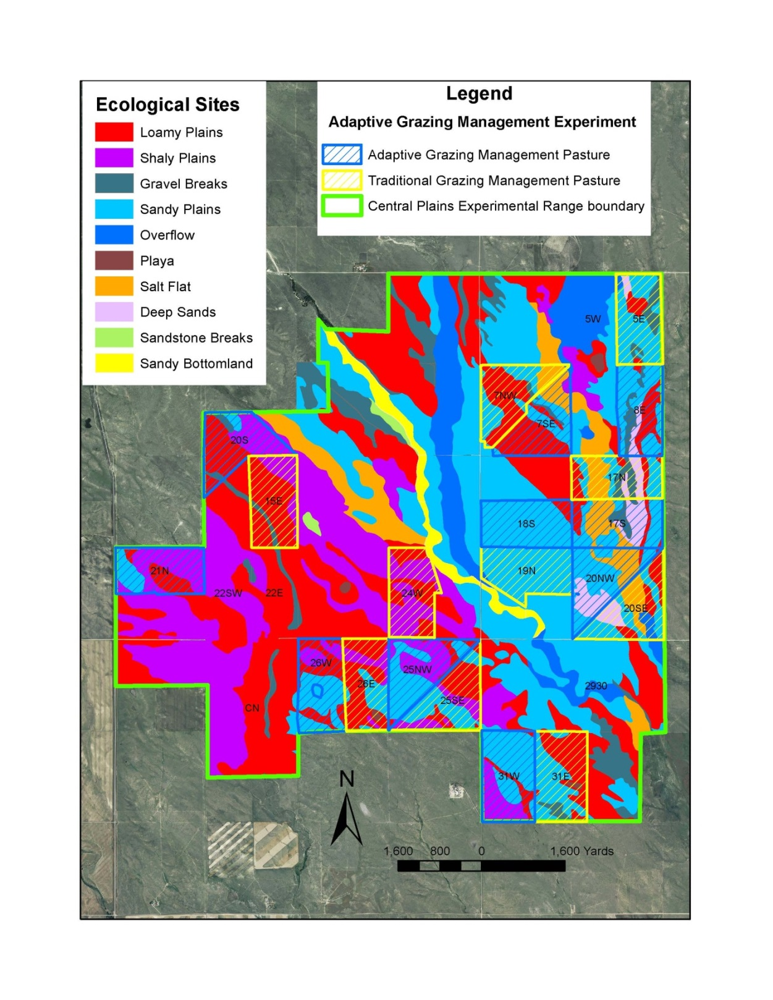 Ecological Sites
Loamy Plains
Shaly Plains
Gravel Breaks
Sandy Plains
Overflow
Playa
Salt Flat
Deep Sands
Sandstone Breaks
Sandy Bottomland
Legend
Adaptive Grazing Management Experiment
Adaptive Grazing Management Pasture
Traditional Grazing Management Pasture
Central Plains Experimental Range boundary
5W
5E
7NW
8E
7SE
20S
17N
15E
18S
17S
21N
19N
20NW
22SW
22E
24W
20SE
26W
25NW
26E
2930
25SE
CN
31W
31E
N
1,600 800 0 1,600 Yards